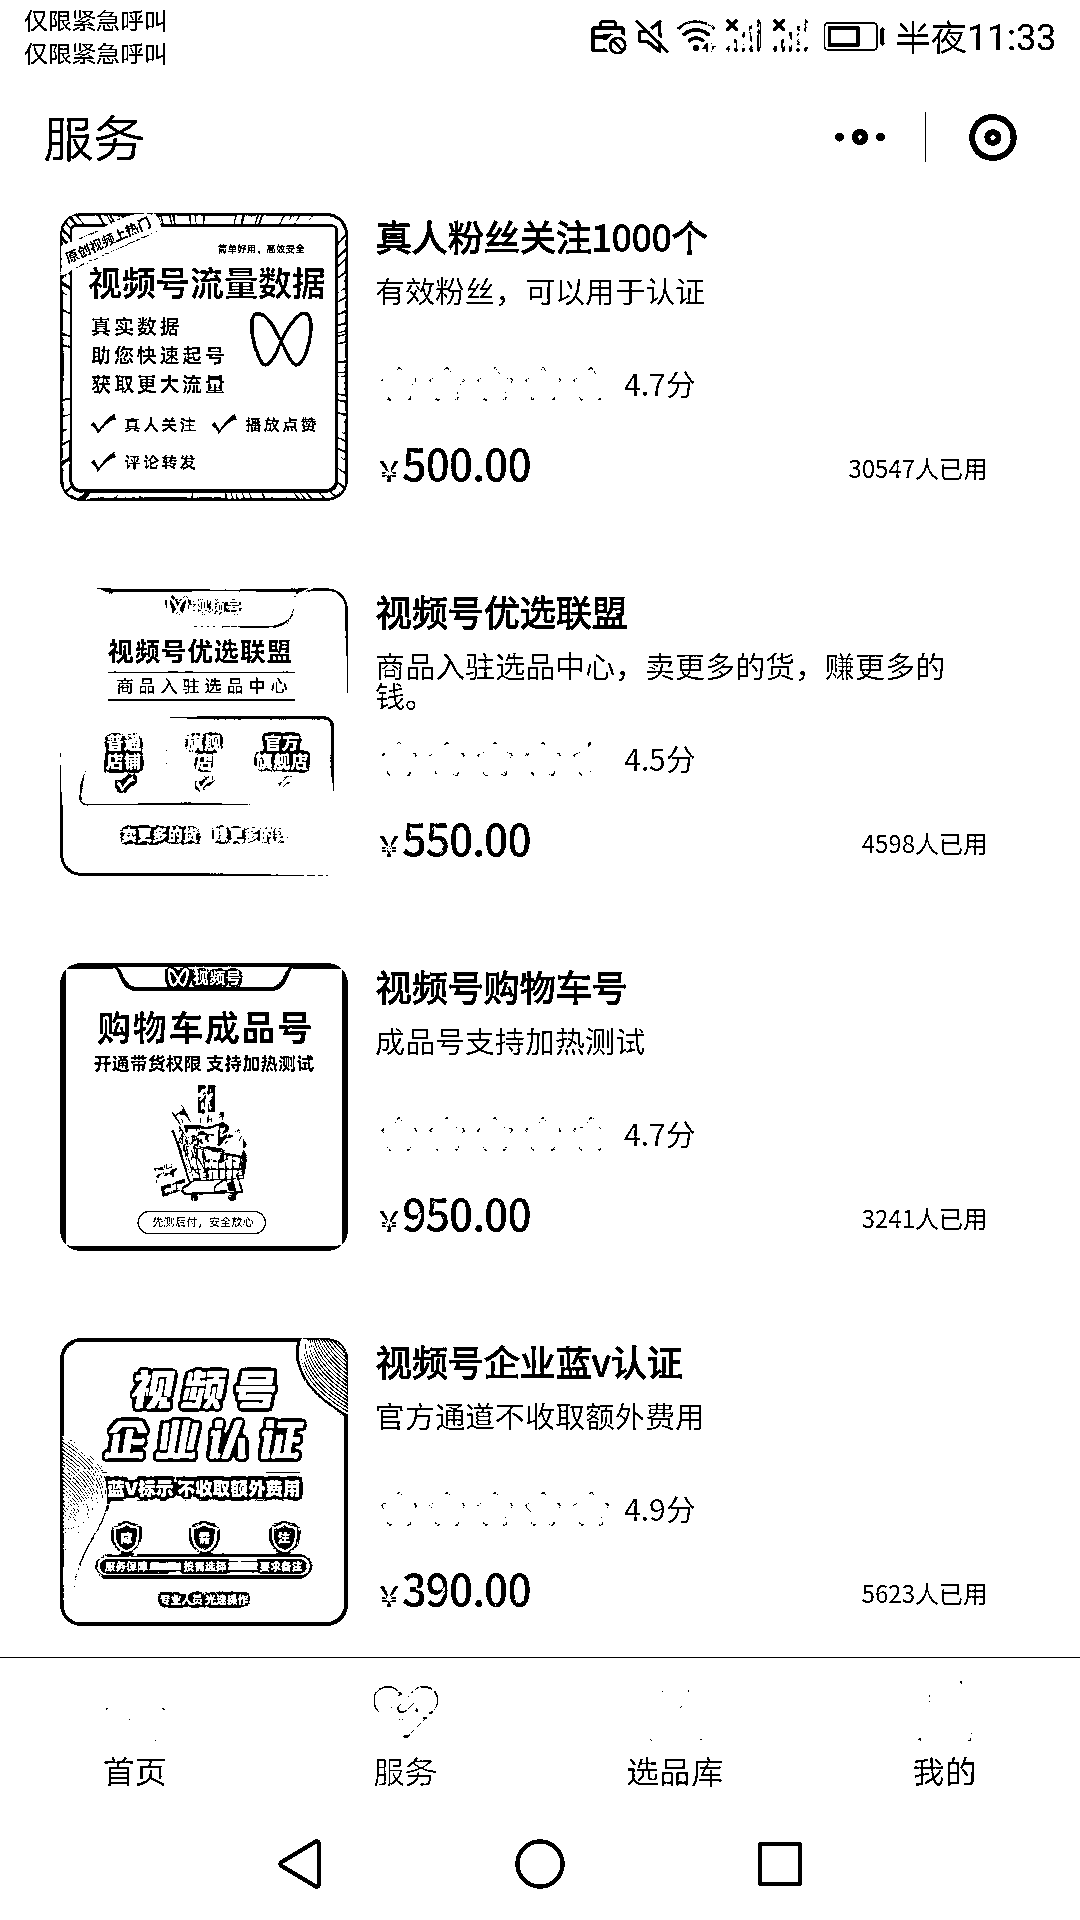 仅限紧急呼叫
仅限紧急呼叫
半夜11:33
服务
原创视频上热门
简单好用，高效安全
视频号流量数据
真实数据
助您快速起号
获取更大流量
真人关注 播放点赞
评论转发
真人粉丝关注1000个
有效粉丝，可以用于认证
4.7分
¥500.00
30547人已用
视频号
视频号优选联盟
商品入驻选品中心
普通店铺
旗舰店
官方旗舰店
卖更多的货 赚更多的钱
视频号优选联盟
商品入驻选品中心，卖更多的货，赚更多的
钱。
4.5分
¥550.00
4598人已用
视频号
购物车成品号
开通带货权限 支持加热测试
先测后付，安全放心
视频号购物车号
成品号支持加热测试
4.7分
¥950.00
3241人已用
视频号
企业认证
蓝V标示 不收取额外费用
服务保障 按需选择 要求备注
视频号企业蓝v认证
官方通道不收取额外费用
4.9分
¥390.00
5623人已用
首页
服务
选品库
我的